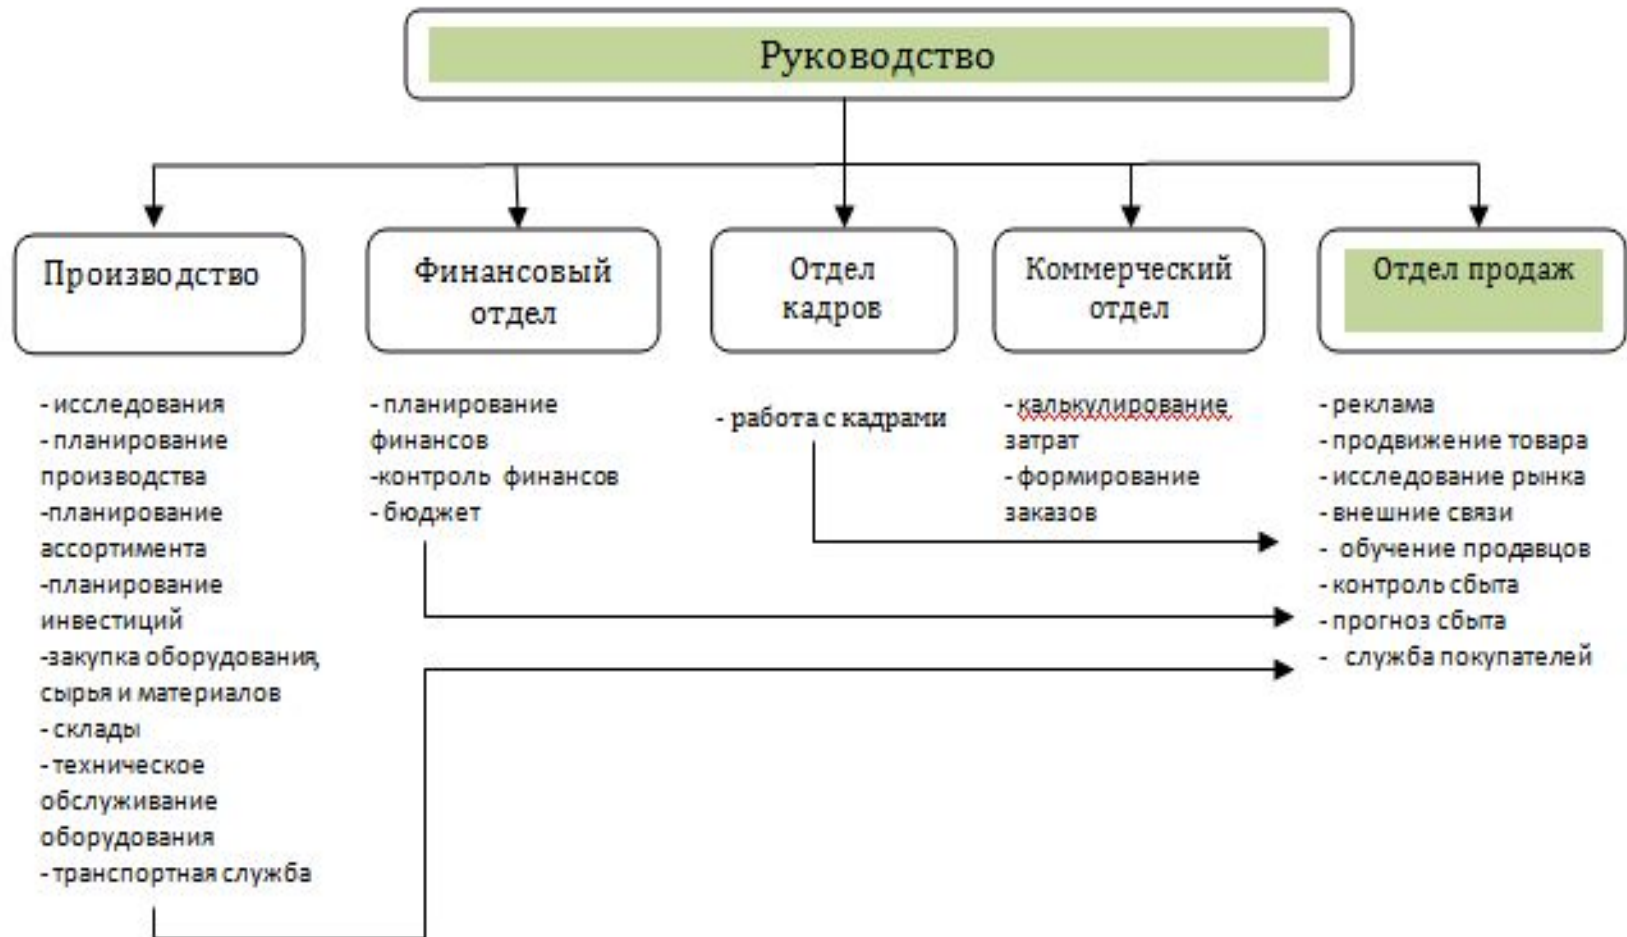 Руководство
Производство
Финансовый
отдел
Отдел
кадров
Коммерческий
отдел
Отдел продаж
- исследования
- планирование
производства
-планирование
ассортимента
-планирование
инвестиций
-закупка оборудования,
сырья и материалов
- склады
- техническое
обслуживание
оборудования
- транспортная служба
- планирование
финансов
-контроль финансов
- бюджет
- работа с кадрами
- калькулирование
затрат
- формирование
заказов
- реклама
- продвижение товара
- исследование рынка
- внешние связи
- обучение продавцов
- контроль сбыта
- прогноз сбыта
- служба покупателей